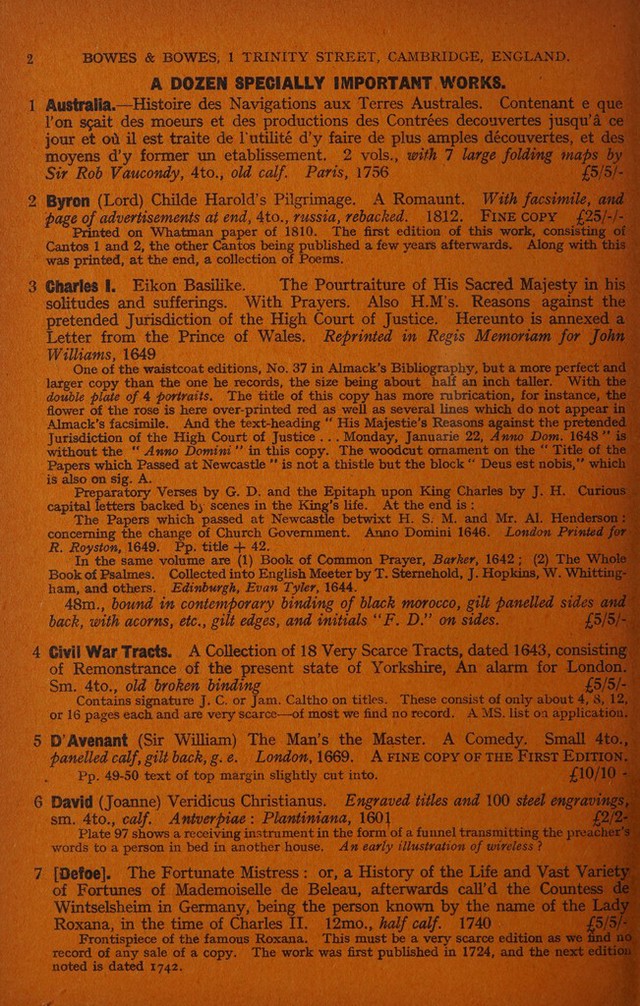 2 BOWES & BOWES, 1 TRINITY STREET, CAMBRIDGE, ENGLAND.
A DOZEN SPECIALLY IMPORTANT WORKS.
1 Australia.—Histoire des Navigations aux Terres Australes. Contenant e que
l'on sçait des moeurs et des productions des Contrées decouvertes jusqu'â ce
jour et où il est traite de l'utilité d'y faire de plus amples découvertes, et des
moyens d'y former un etablissement. 2 vols., with 7 large folding maps by
Sir Rob Vaucondy, 4to., old calf. Paris, 1756 £5/5/-
2 Byron (Lord) Childe Harold's Pilgrimage. A Romaunt. With facsimile, and
page of advertisements at end, 4to., russia, rebacked. 1812. FINE COPY £25/-/-
Printed on Whatman paper of 1810. The first edition of this work, consisting of
Cantos 1 and 2, the other Cantos being published a few years afterwards. Along with this
was printed, at the end, a collection of Poems.
3 Charles I. Eikon Basilike. The Pourtraiture of His Sacred Majesty in his
solitudes and sufferings. With Prayers. Also H.M's. Reasons against the
pretended Jurisdiction of the High Court of Justice. Hereunto is annexed a
Letter from the Prince of Wales. Reprinted in Regis Memoriam for John
Williams, 1649
One of the waistcoat editions, No. 37 in Almack's Bibliography, but a more perfect and
larger copy than the one he records, the size being about half an inch taller. With the
double plate of 4 portraits. The title of this copy has more rubrication, for instance, the
flower of the rose is here over-printed red as well as several lines which do not appear in
Almack's facsimile. And the text-heading " His Majestie's Reasons against the pretended
Jurisdiction of the High Court of Justice . . . Monday, Januarie 22, Anno Dom. 1648 " is
without the " Anno Domini " in this copy. The woodcut ornament on the " Title of the
Papers which Passed at Newcastle " is not a thistle but the block " Deus est nobis," which
is also on sig. A.
Preparatory Verses by G. D. and the Epitaph upon King Charles by J. H. Curious
capital letters backed by scenes in the King's life. At the end is :
The Papers which passed at Newcastle betwixt H. S. M. and Mr. Al. Henderson :
concerning the change of Church Government. Anno Domini 1646. London Printed for
R. Royston, 1649. Pp. title + 42.
In the same volume are (1) Book of Common Prayer, Barker, 1642 ; (2) The Whole
Book of Psalmes. Collected into English Meeter by T. Sternehold, J. Hopkins, W. Whitting-
ham, and others. Edinburgh, Evan Tyler, 1644.
48m., bound in contemporary binding of black morocco, gilt panelled sides and
back, with acorns, etc., gilt edges, and initials "F. D." on sides. £5/5/-
4 Civil War Tracts. A Collection of 18 Very Scarce Tracts, dated 1643, consisting
of Remonstrance of the present state of Yorkshire, An alarm for London.
Sm. 4to., old broken binding £5/5/-
Contains signature J. C. or Jam. Caltho on titles. These consist of only about 4, 8, 12,
or 16 pages each and are very scarce—of most we find no record. A MS. list on application.
5 D'Avenant (Sir William) The Man's the Master. A Comedy. Small 4to.,
panelled calf, gilt back, g. e. London, 1669. A FINE COPY OF THE FIRST EDITION.
Pp. 49-50 text of top margin slightly cut into. £10/10 -
6 David (Joanne) Veridicus Christianus. Engraved titles and 100 steel engravings,
sm. 4to., calf. Antverpiae : Plantiniana, 1601 £2/2-
Plate 97 shows a receiving instrument in the form of a funnel transmitting the preacher's
words to a person in bed in another house. An early illustration of wireless ?
7 [Defoe]. The Fortunate Mistress : or, a History of the Life and Vast Variety
of Fortunes of Mademoiselle de Beleau, afterwards call'd the Countess de
Wintselsheim in Germany, being the person known by the name of the Lady
Roxana, in the time of Charles II. 12mo., half calf. 1740 £5/5/-
Frontispiece of the famous Roxana. This must be a very scarce edition as we find no
record of any sale of a copy. The work was first published in 1724, and the next edition
noted is dated 1742.